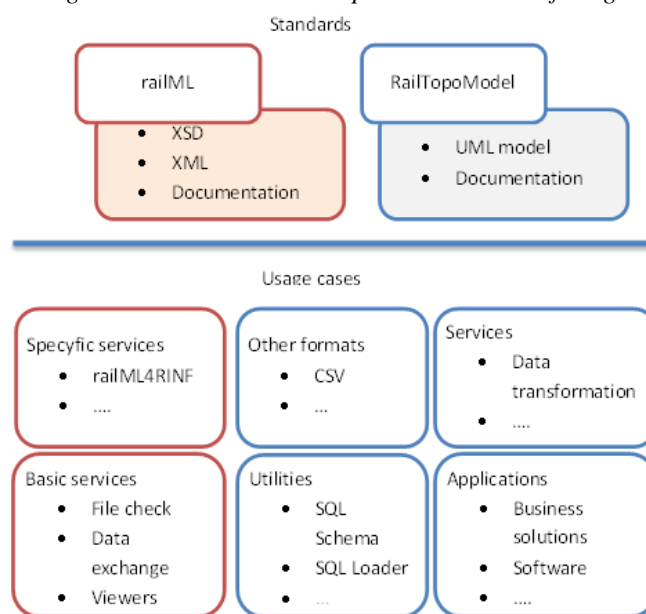 Standards
railML
RailTopoModel
• XSD
• XML
• Documentation
• UML model
• Documentation
Usage cases
Specyfic services
• railML4RINF
• ....
Other formats
• CSV
• ...
Services
• Data
transformation
• ....
Basic services
• File check
• Data
exchange
• Viewers
Utilities
• SQL
Schema
• SQL Loader
• ...
Applications
• Business
solutions
• Software
• ....